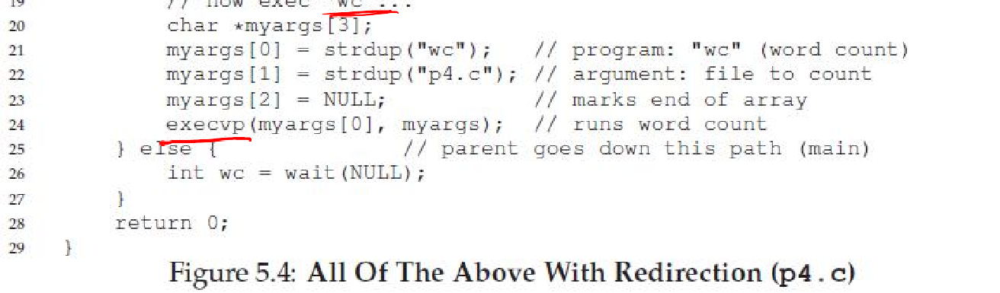 19 // now exec "wc"...
20 char *myargs[3];
21 myargs[0] = strdup("wc"); // program: "wc" (word count)
22 myargs[1] = strdup("p4.c"); // argument: file to count
23 myargs[2] = NULL; // marks end of array
24 execvp(myargs[0], myargs); // runs word count
25 } else { // parent goes down this path (main)
26 int wc = wait(NULL);
27 }
28 return 0;
29 }
Figure 5.4: All Of The Above With Redirection (p4.c)